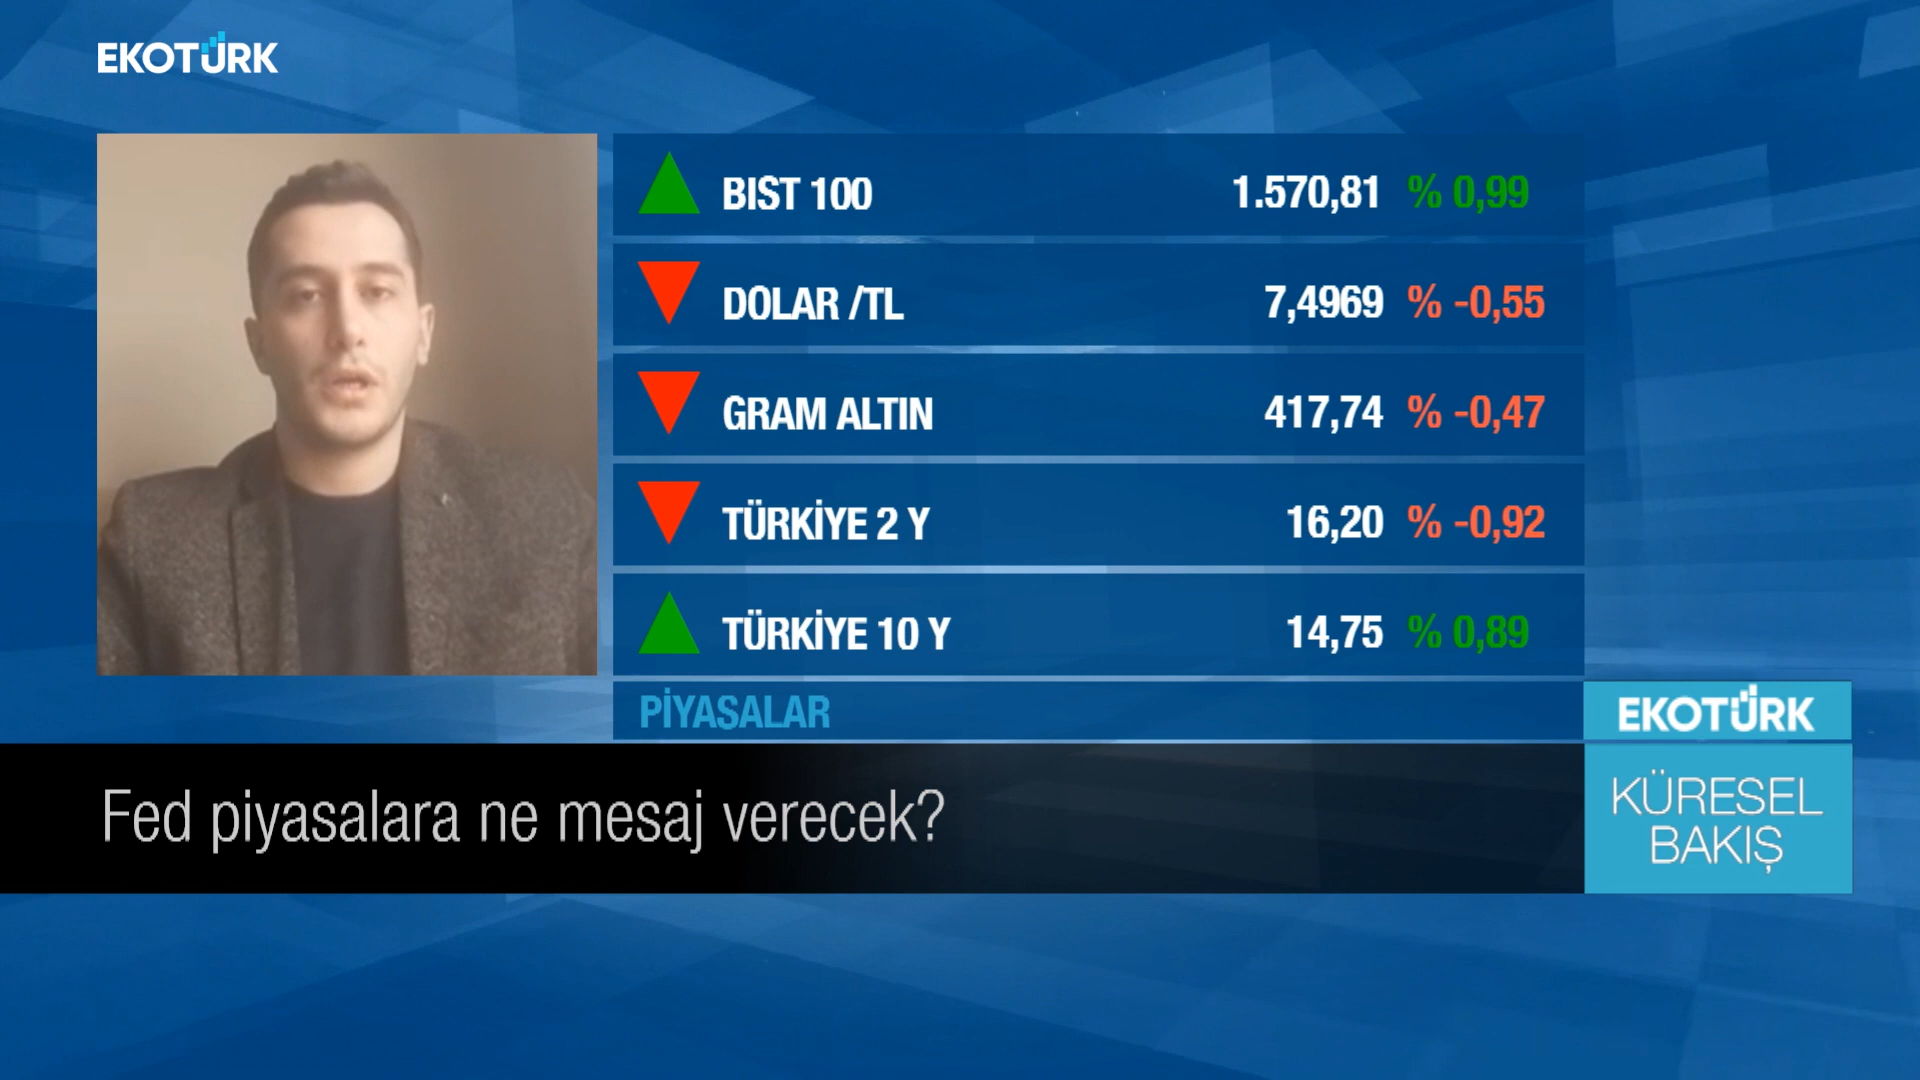 EKOTÜRK
BIST 100 1.570,81 % 0,99
DOLAR /TL 7,4969 % -0,55
GRAM ALTIN 417,74 % -0,47
TÜRKİYE 2 Y 16,20 % -0,92
TÜRKİYE 10 Y 14,75 % 0,89
PİYASALAR
EKOTÜRK
Fed piyasalara ne mesaj verecek?
KÜRESEL
BAKIŞ